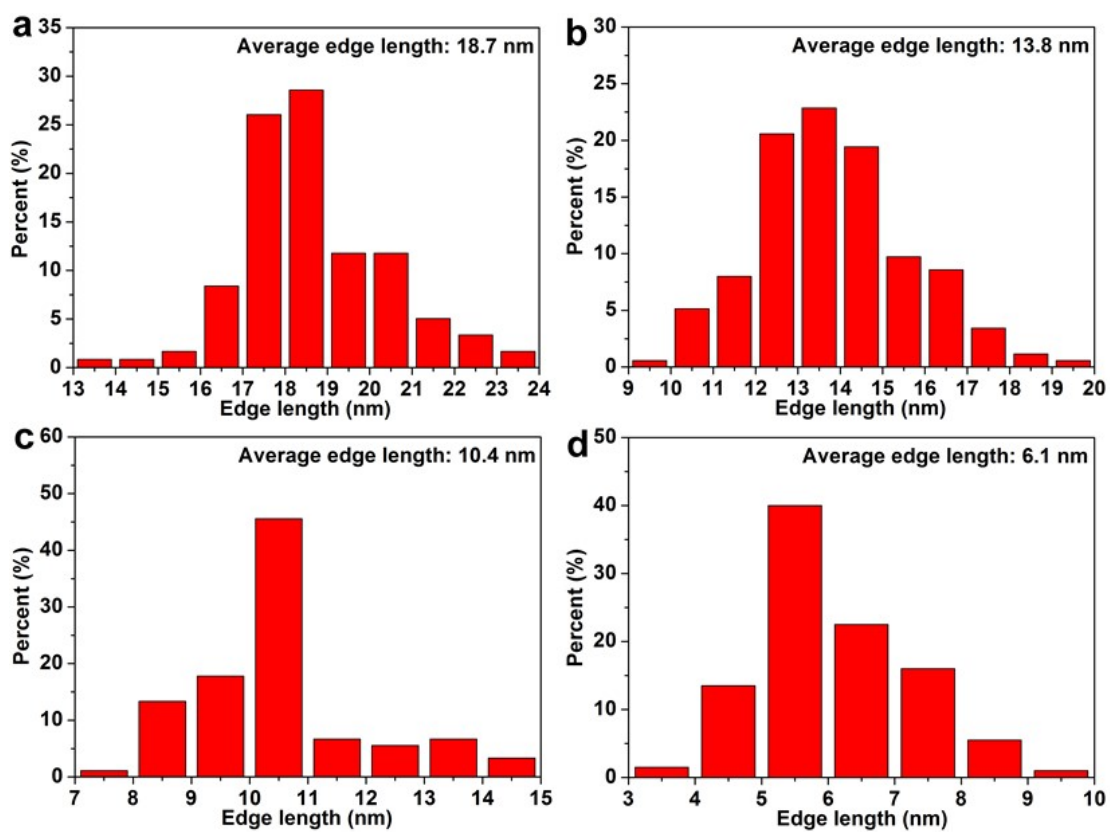 a
Average edge length: 18.7 nm
40
35
30
25
20
15
10
5
0
Percent (%)
13 14 15 16 17 18 19 20 21 22 23 24
Edge length (nm)
b
Average edge length: 13.8 nm
30
25
20
15
10
5
0
Percent (%)
9 10 11 12 13 14 15 16 17 18 19 20
Edge length (nm)
c
Average edge length: 10.4 nm
60
50
40
30
20
10
0
Percent (%)
7 8 9 10 11 12 13 14 15
Edge length (nm)
d
Average edge length: 6.1 nm
50
40
30
20
10
0
Percent (%)
3 4 5 6 7 8 9 10
Edge length (nm)